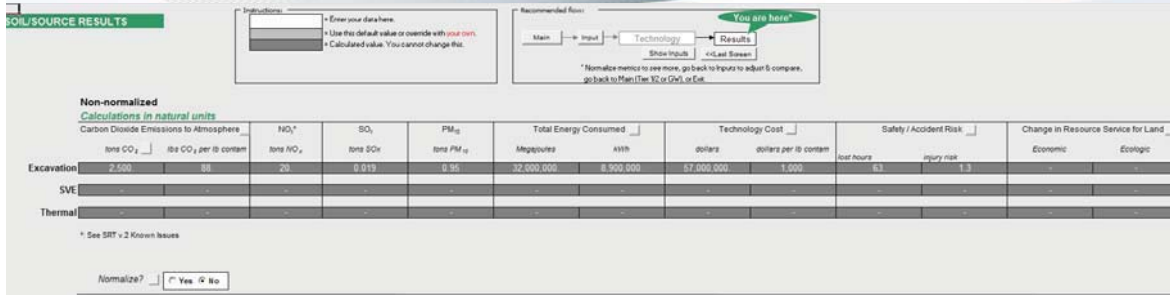 SOIL/SOURCE RESULTS
Instructions:
= Enter your data here.
= Use this default value or override with your own.
= Calculated value. You cannot change this.
Recommended flow:
You are here*
Main
Input
Technology
Results
Show Inputs
<<Last Screen
* Normalize metrics to see more, go back to Inputs to adjust & compare,
go back to Main (Tier 1/2 or GW), or Exit
Non-normalized
Calculations in natural units
Carbon Dioxide Emissions to Atmosphere NOx* SOx PM10 Total Energy Consumed Technology Cost Safety / Accident Risk Change in Resource Service for Land
tons CO2 lbs CO2 per lb contam tons NOx tons SOx tons PM10 Megajoules kWh dollars dollars per lb contam lost hours injury risk Economic Ecologic
Excavation 2,500 88 20 0.019 0.95 32,000,000 8,900,000 57,000,000 1,000 63 1.3 - -
SVE - - - - - - - - - - - - -
Thermal - - - - - - - - - - - - -
*: See SRT v.2 Known Issues
Normalize? Yes No